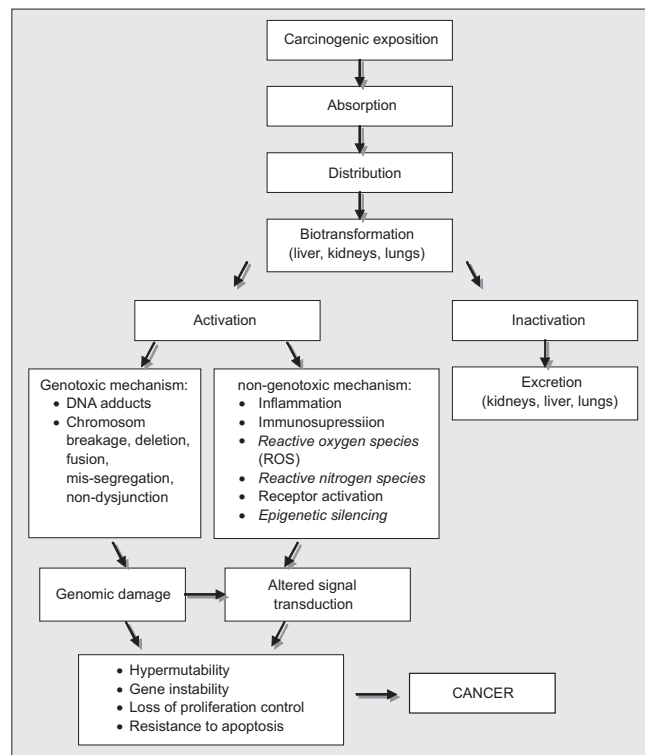 Carcinogenic exposition
Absorption
Distribution
Biotransformation
(liver, kidneys, lungs)
Activation
Inactivation
Genotoxic mechanism:
• DNA adducts
• Chromosom
breakage, deletion,
fusion,
mis-segregation,
non-dysjunction
non-genotoxic mechanism:
• Inflammation
• Immunosupressiion
• Reactive oxygen species
(ROS)
• Reactive nitrogen species
• Receptor activation
• Epigenetic silencing
Excretion
(kidneys, liver, lungs)
Genomic damage
Altered signal
transduction
• Hypermutability
• Gene instability
• Loss of proliferation control
• Resistance to apoptosis
CANCER